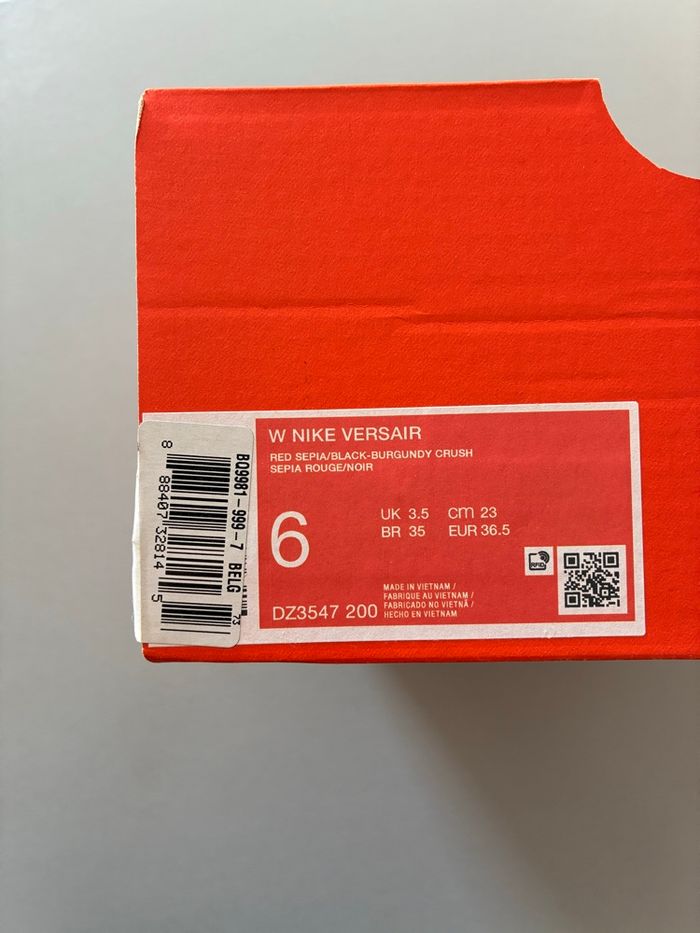 W NIKE VERSAIR
RED SEPIA/BLACK-BURGUNDY CRUSH
SEPIA ROUGE/NOIR
6
UK 3.5 cm 23
BR 35 EUR 36.5
RFID
DZ3547 200
MADE IN VIETNAM /
FABRIQUE AU VIETNAM /
FABRICADO NO VIETNÃ /
HECHO EN VIETNAM
BQ9981-999-7 BELG
73
8 88407 32814 5